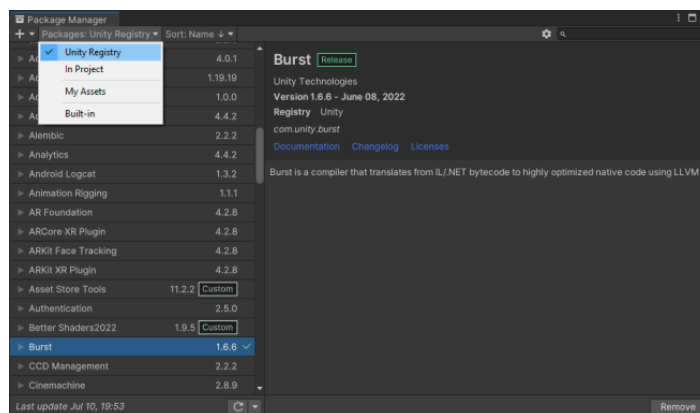 Package Manager
Packages: Unity Registry Sort: Name
Unity Registry
In Project
My Assets
Built-in
4.0.1
Ad 1.19.19
1.0.0
4.4.2
Alembic 2.2.2
Analytics 4.4.2
Android Logcat 1.3.2
Animation Rigging 1.1.1
AR Foundation 4.2.8
ARCore XR Plugin 4.2.8
ARKit Face Tracking 4.2.8
ARKit XR Plugin 4.2.8
Asset Store Tools 11.2.2 Custom
Authentication 2.5.0
Better Shaders2022 1.9.5 Custom
Burst 1.6.6
CCD Management 2.2.2
Cinemachine 2.8.9
Last update Jul 10, 19:53
Burst Release
Unity Technologies
Version 1.6.6 - June 08, 2022
Registry Unity
com.unity.burst
Documentation Changelog Licenses
Burst is a compiler that translates from IL/.NET bytecode to highly optimized native code using LLVM
Remove